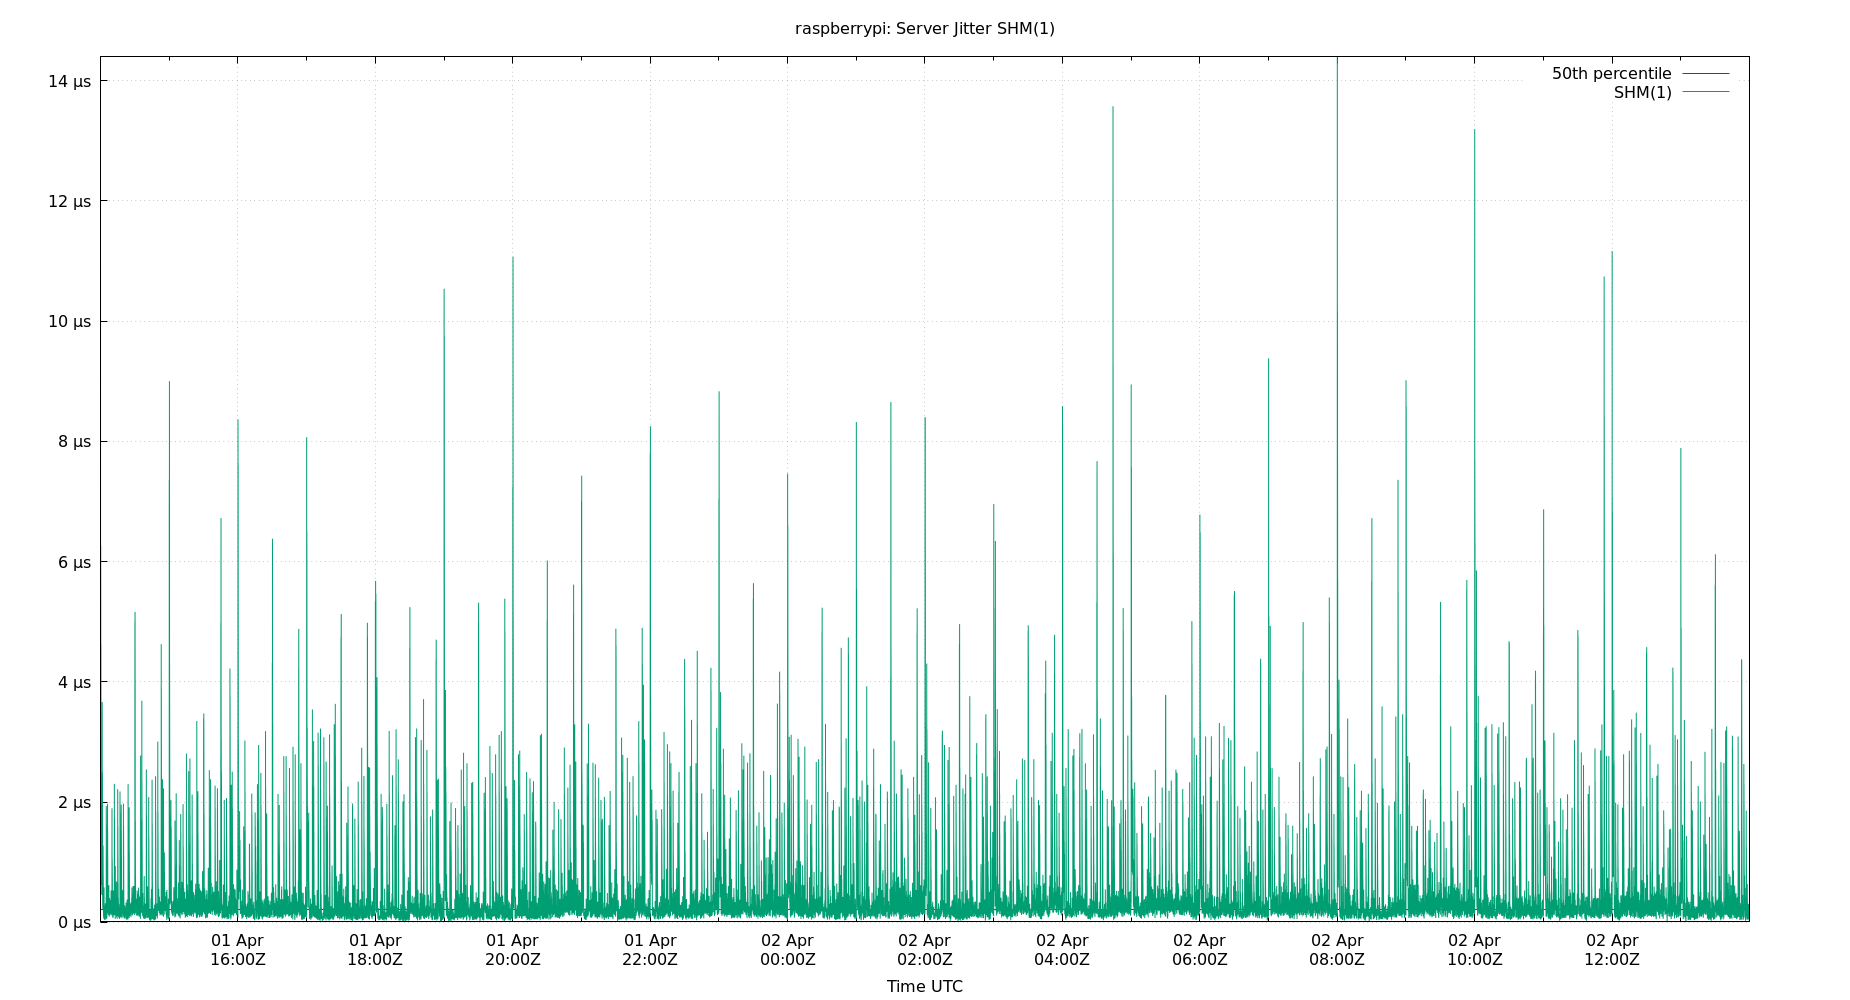 raspberrypi: Server Jitter SHM(1)
50th percentile
SHM(1)
14 µs
12 µs
10 µs
8 µs
6 µs
4 µs
2 µs
0 µs
01 Apr 01 Apr 01 Apr 01 Apr 02 Apr 02 Apr 02 Apr 02 Apr 02 Apr 02 Apr 02 Apr
16:00Z 18:00Z 20:00Z 22:00Z 00:00Z 02:00Z 04:00Z 06:00Z 08:00Z 10:00Z 12:00Z
Time UTC